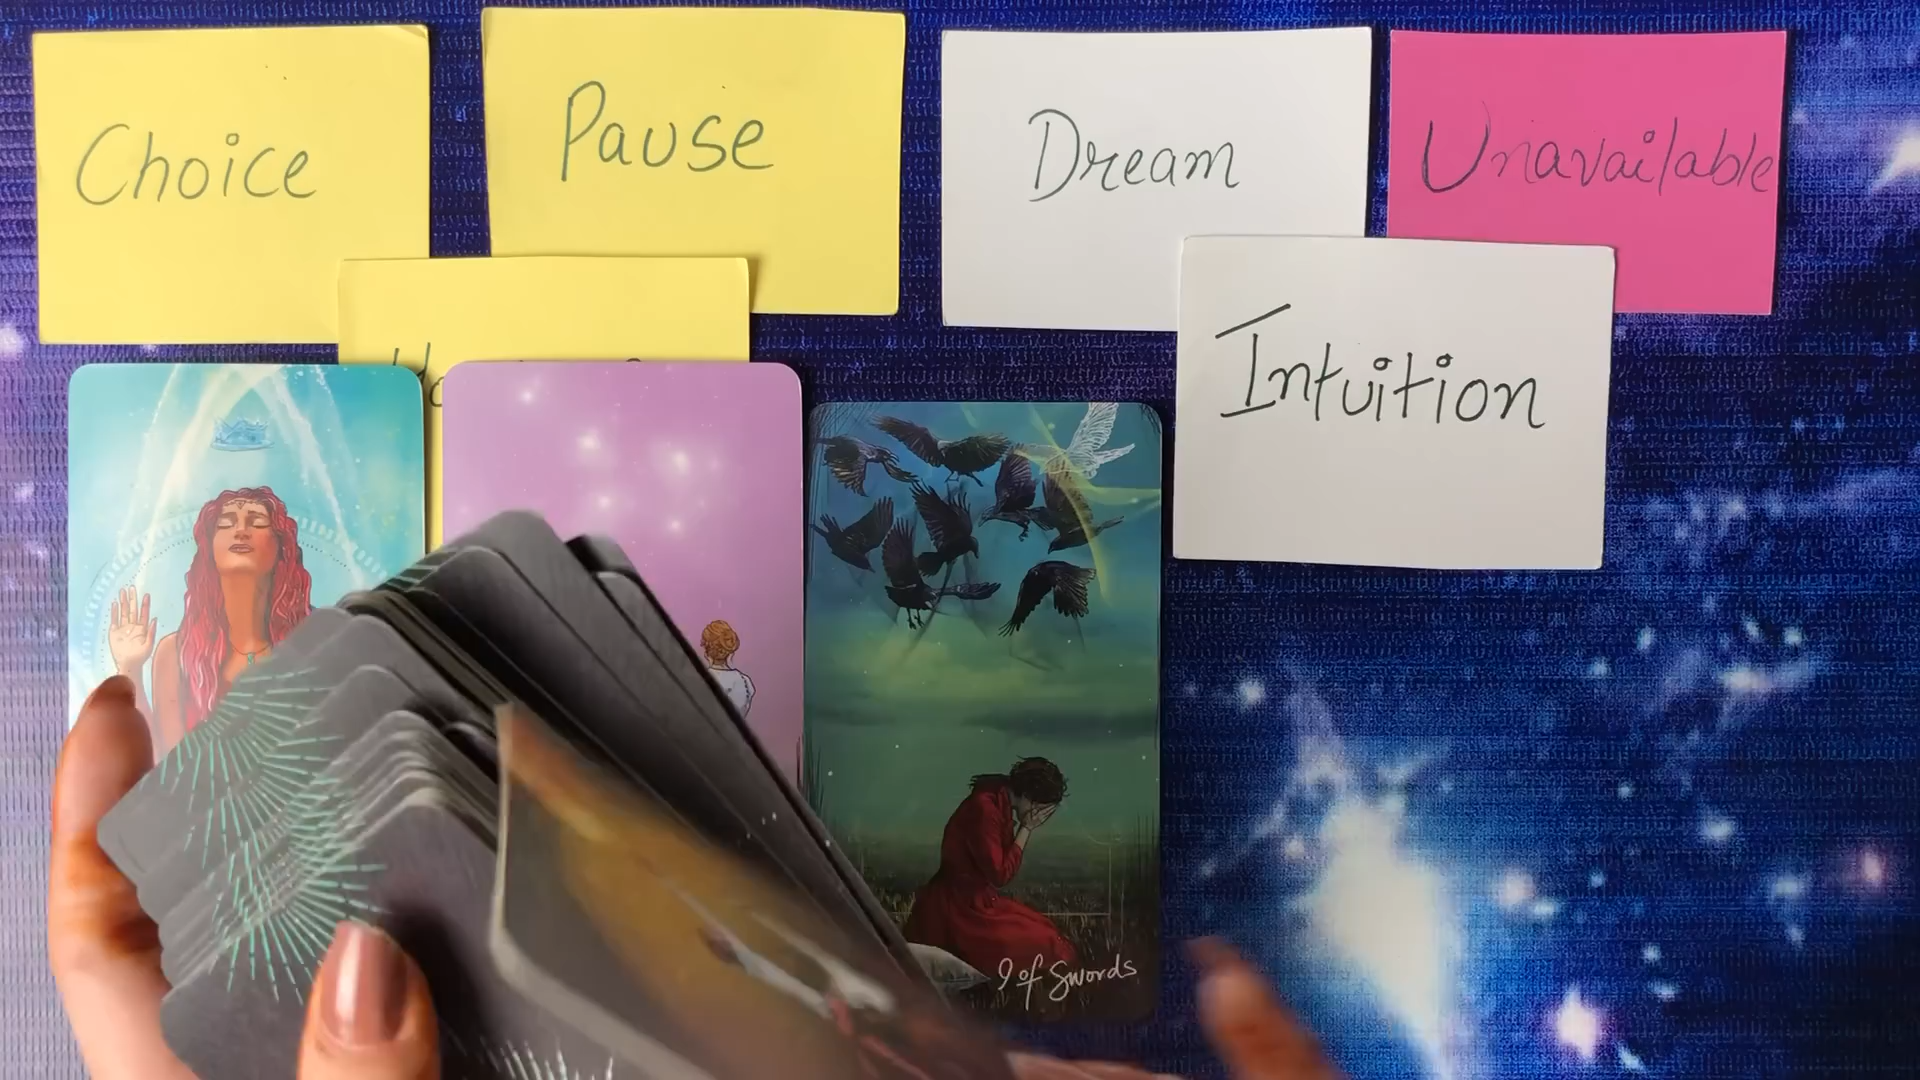 Choice
Pause
Dream
Unavailable
Intuition
9 of Swords